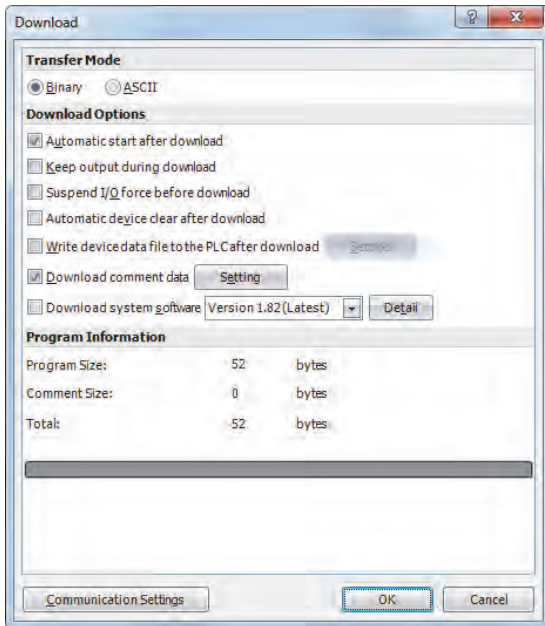 Download
Transfer Mode
Binary ASCII
Download Options
Automatic start after download
Keep output during download
Suspend I/O force before download
Automatic device clear after download
Write device data file to the PLC after download
Download comment data Setting
Download system software Version 1.82(Latest) Detail
Program Information
Program Size: 52 bytes
Comment Size: 0 bytes
Total: 52 bytes
Communication Settings OK Cancel